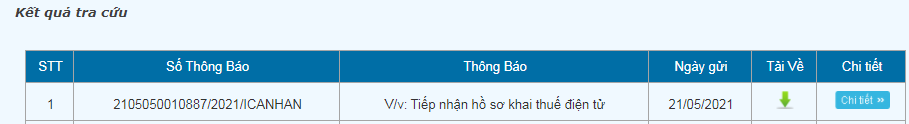 Kết quả tra cứu
STT Số Thông Báo Thông Báo Ngày gửi Tải Về Chi tiết
1 2105050010887/2021/ICANHAN V/v: Tiếp nhận hồ sơ khai thuế điện tử 21/05/2021 Chi tiết »